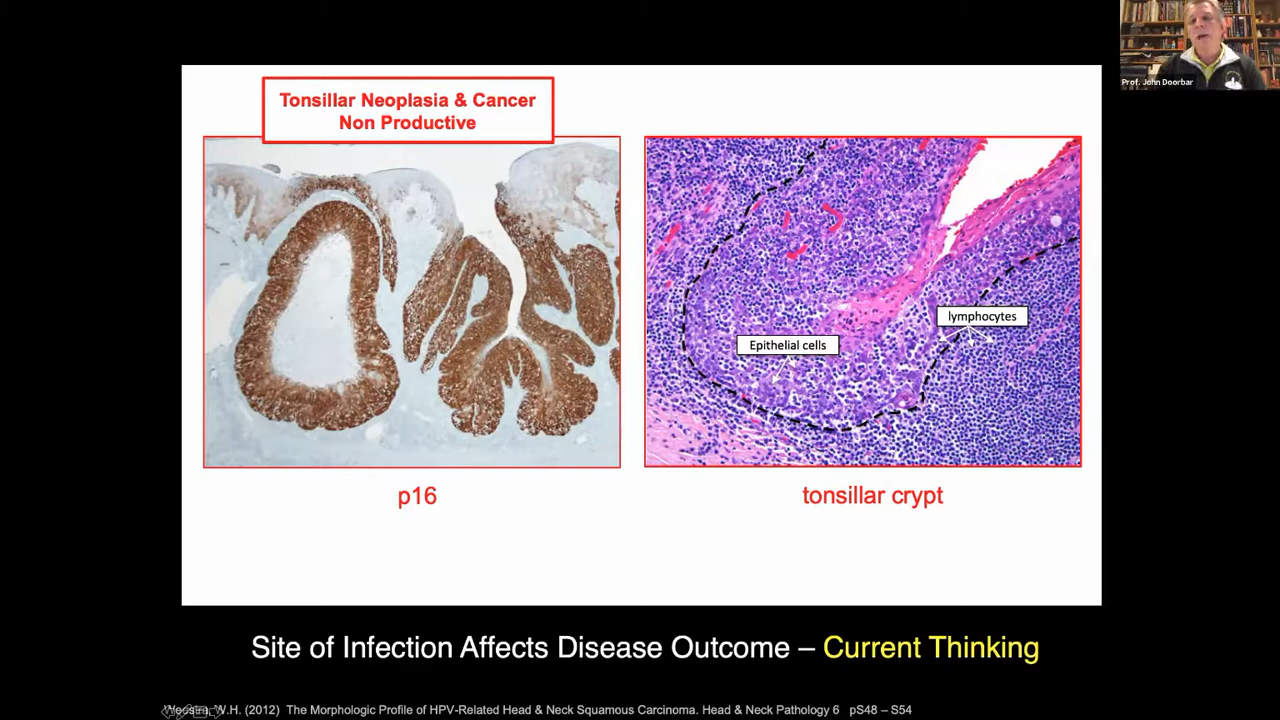 Prof. John Doorbar
Tonsillar Neoplasia & Cancer
Non Productive
lymphocytes
Epithelial cells
p16
tonsillar crypt
Site of Infection Affects Disease Outcome – Current Thinking
W.H. (2012) The Morphologic Profile of HPV-Related Head & Neck Squamous Carcinoma. Head & Neck Pathology 6 pS48 – S54